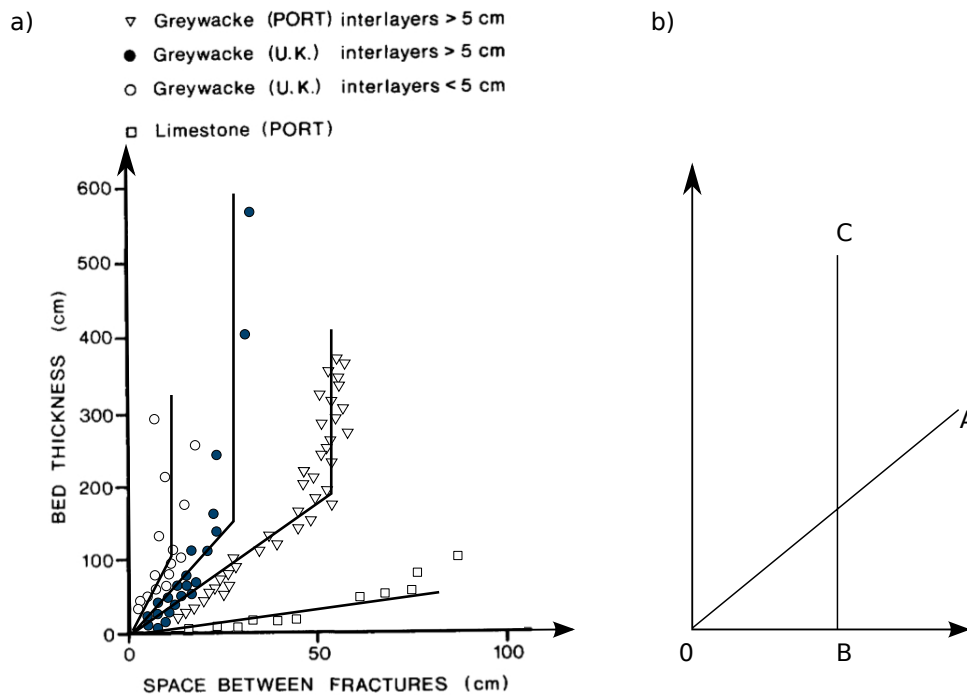 a)
Greywacke (PORT) interlayers > 5 cm
Greywacke (U.K.) interlayers > 5 cm
Greywacke (U.K.) interlayers < 5 cm
Limestone (PORT)
600
500
400
300
200
100
0
BED THICKNESS (cm)
0 50 100
SPACE BETWEEN FRACTURES (cm)
b)
C
A
0 B